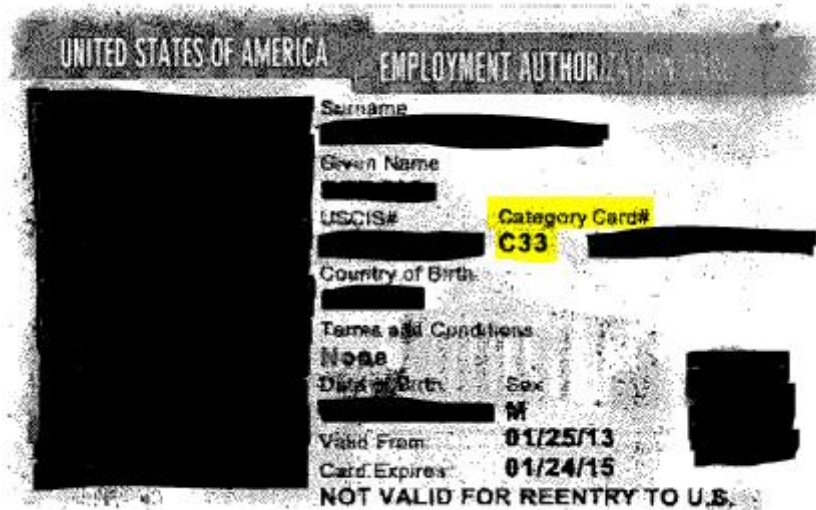 UNITED STATES OF AMERICA EMPLOYMENT AUTHORIZATION CARD
Surname
Given Name
USCIS# Category Card#
C33
Country of Birth
Terms and Conditions
None
Date of Birth Sex
M
Valid From: 01/25/13
Card Expires: 01/24/15
NOT VALID FOR REENTRY TO U.S.